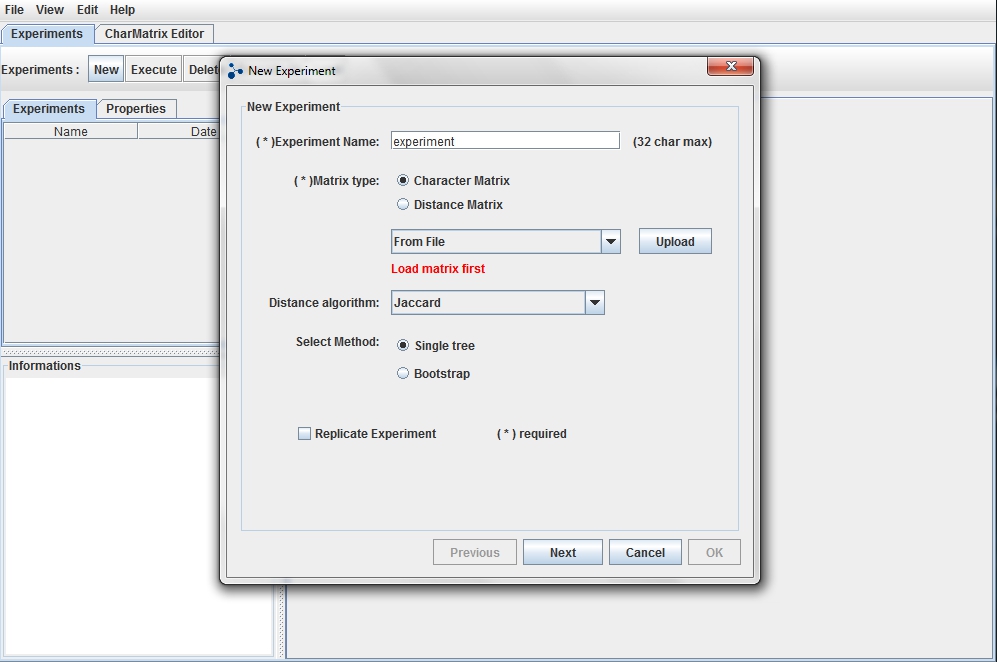 File View Edit Help
Experiments CharMatrix Editor
Experiments : New Execute
Experiments Properties
Name Date
Informations
New Experiment
New Experiment
( * )Experiment Name: experiment (32 char max)
( * )Matrix type: Character Matrix
Distance Matrix
From File Upload
Load matrix first
Distance algorithm: Jaccard
Select Method: Single tree
Bootstrap
Replicate Experiment ( * ) required
Previous Next Cancel OK